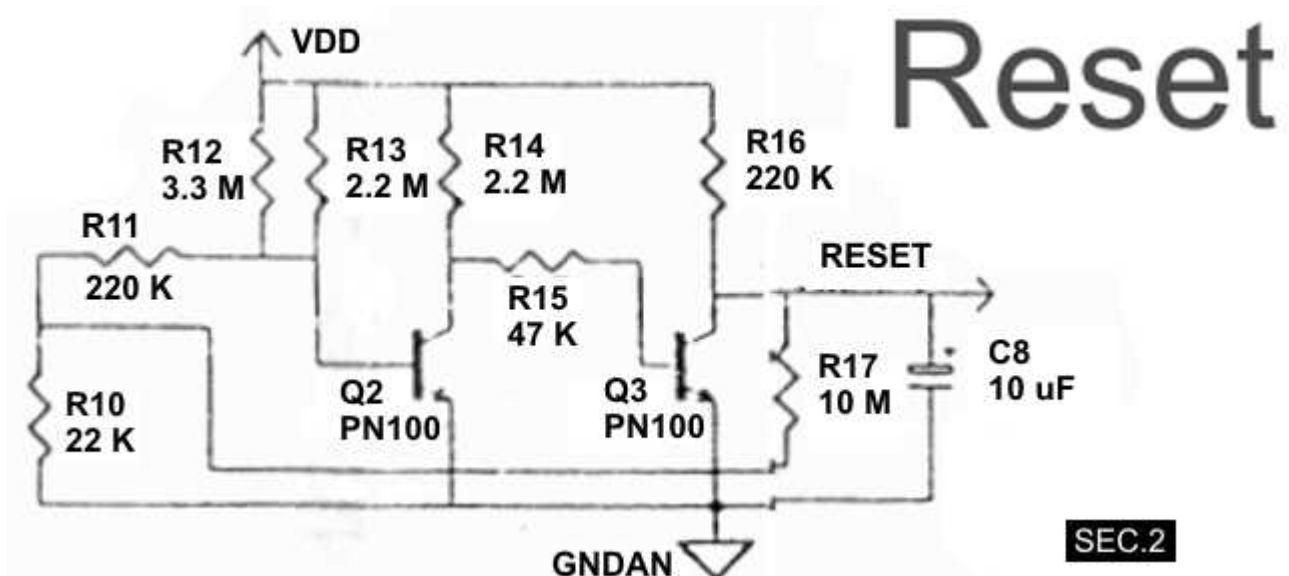 Reset
VDD
R12
3.3 M
R13
2.2 M
R14
2.2 M
R16
220 K
R11
220 K
R15
47 K
RESET
R10
22 K
Q2
PN100
Q3
PN100
R17
10 M
C8
10 uF
GNDAN
SEC.2